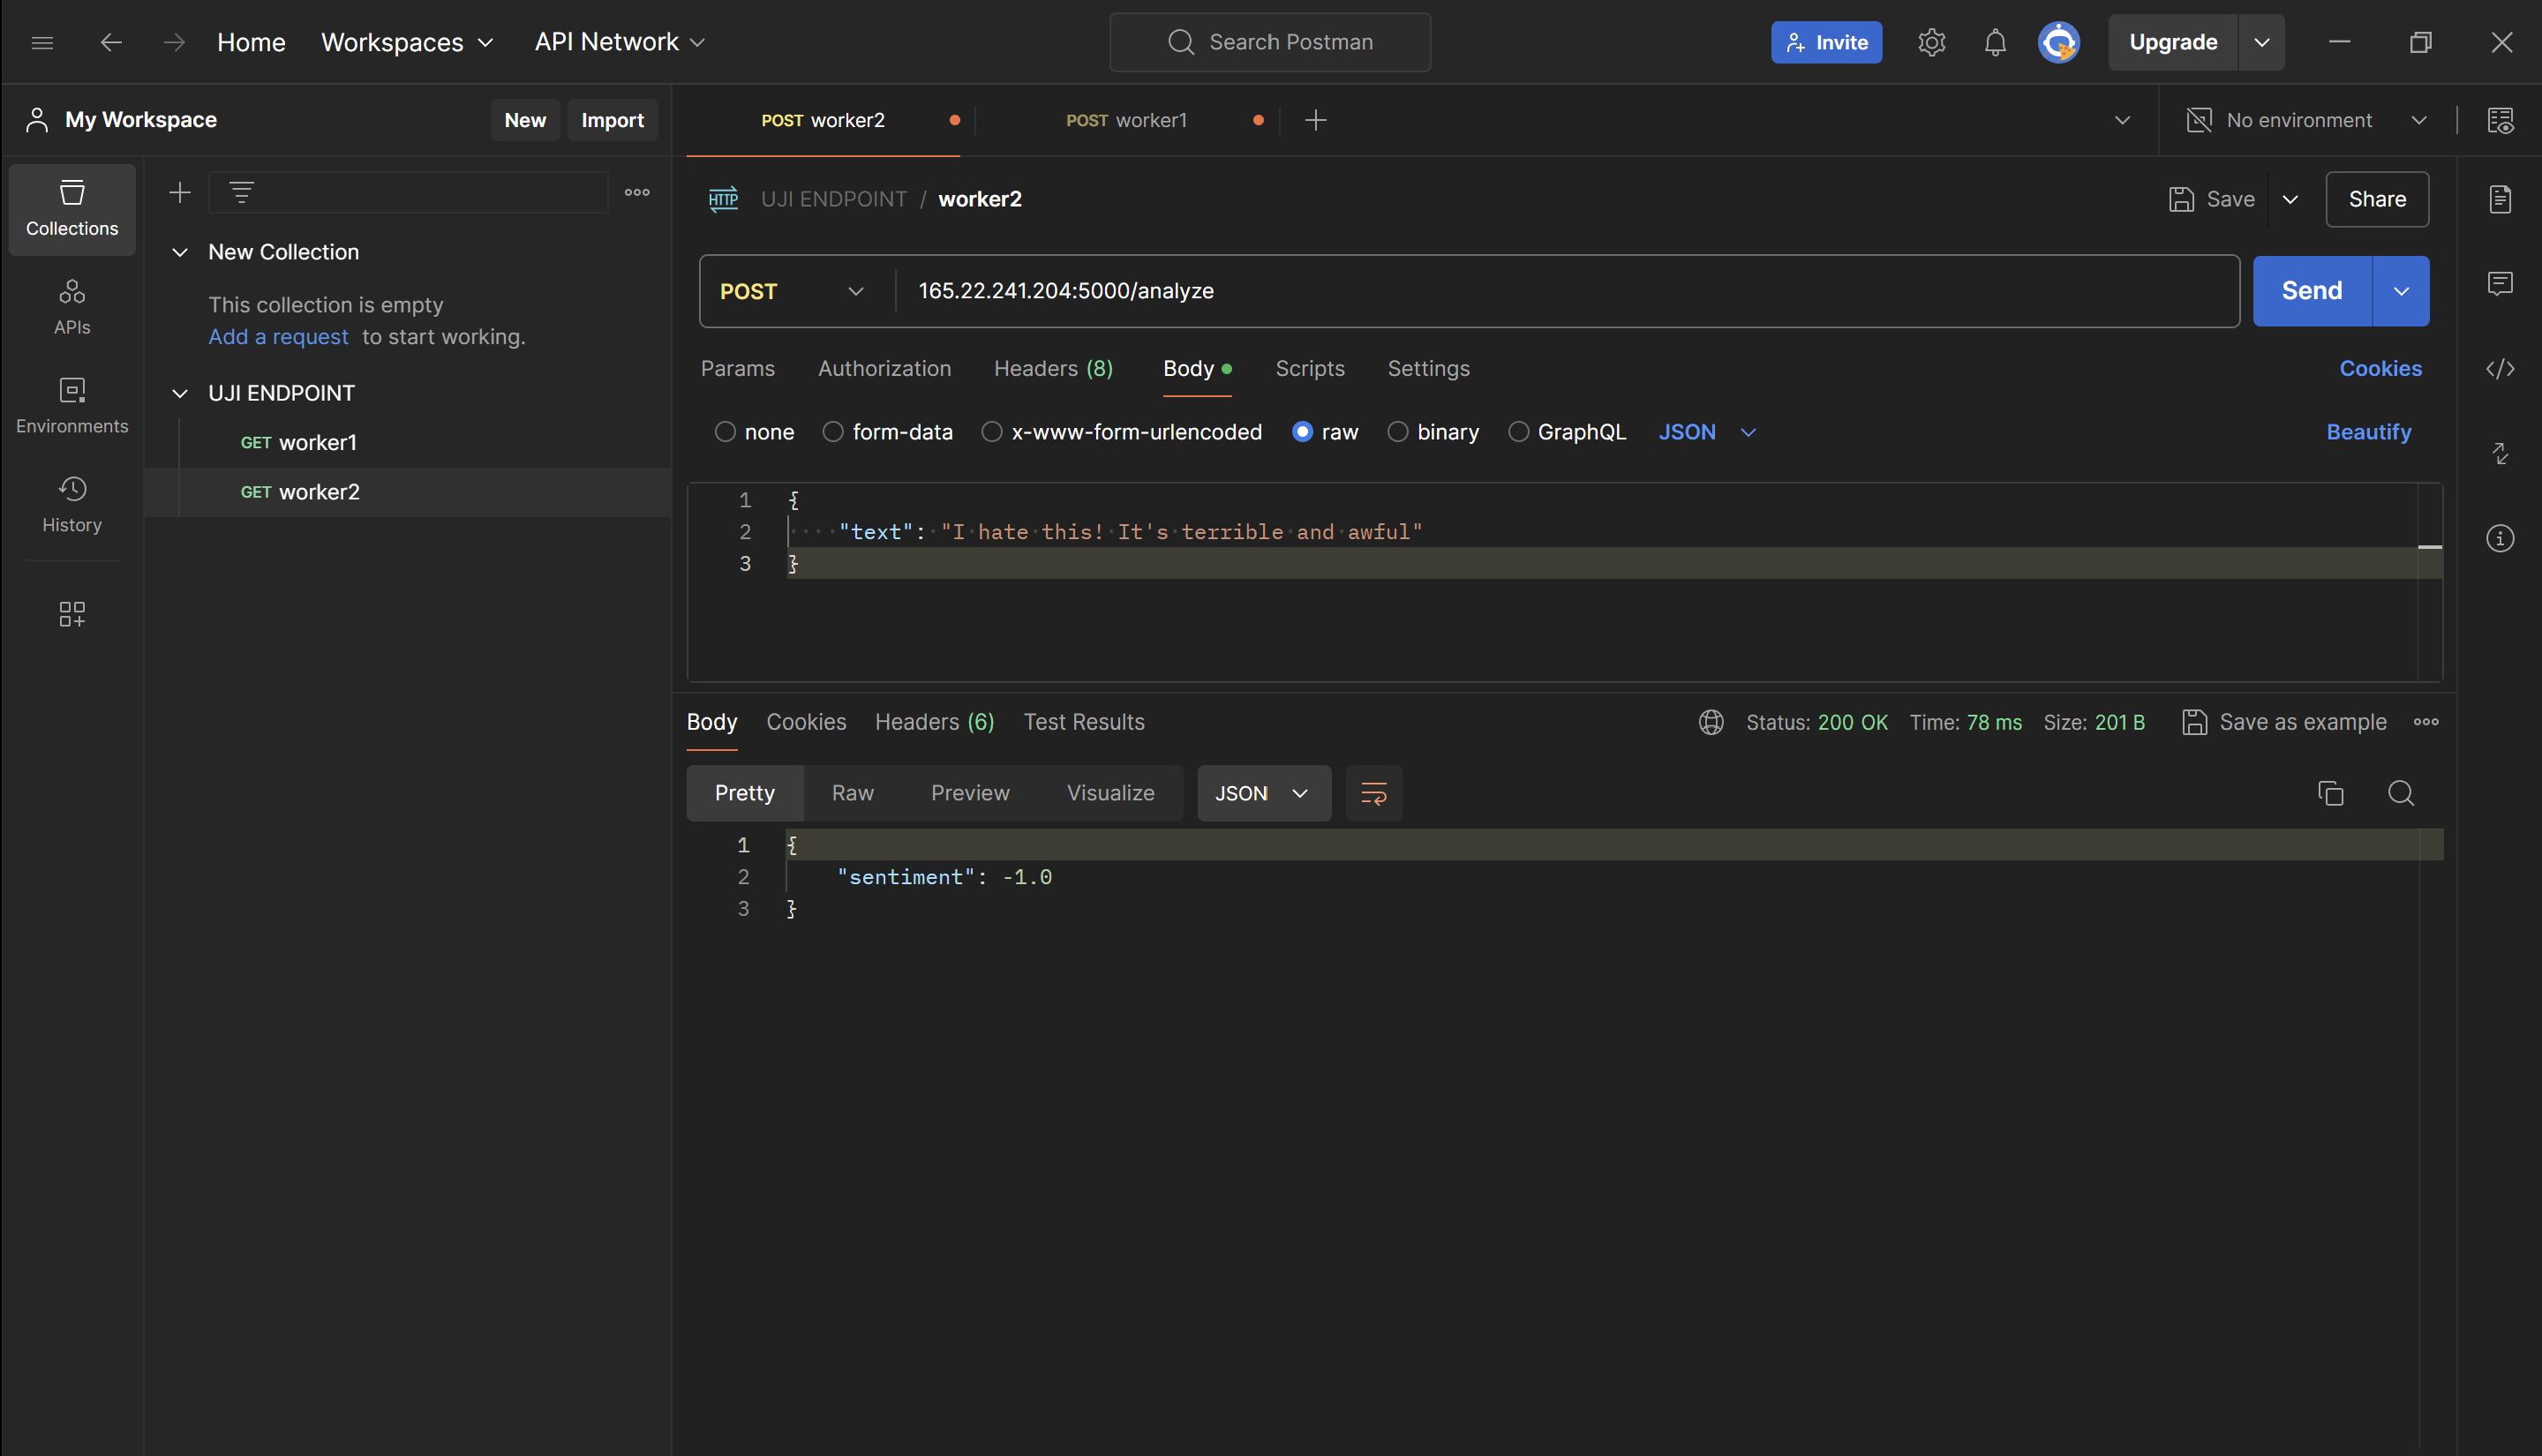 Home Workspaces API Network Search Postman Invite Upgrade
My Workspace New Import POST worker2 POST worker1 No environment
Collections
APIs
Environments
History
New Collection
This collection is empty
Add a request to start working.
UJI ENDPOINT
GET worker1
GET worker2
HTTP UJI ENDPOINT / worker2 Save Share
POST 165.22.241.204:5000/analyze Send
Params Authorization Headers (8) Body Scripts Settings Cookies
none form-data x-www-form-urlencoded raw binary GraphQL JSON Beautify
1 {
2 "text": "I hate this! It's terrible and awful"
3 }
Body Cookies Headers (6) Test Results Status: 200 OK Time: 78 ms Size: 201 B Save as example
Pretty Raw Preview Visualize JSON
1 {
2 "sentiment": -1.0
3 }